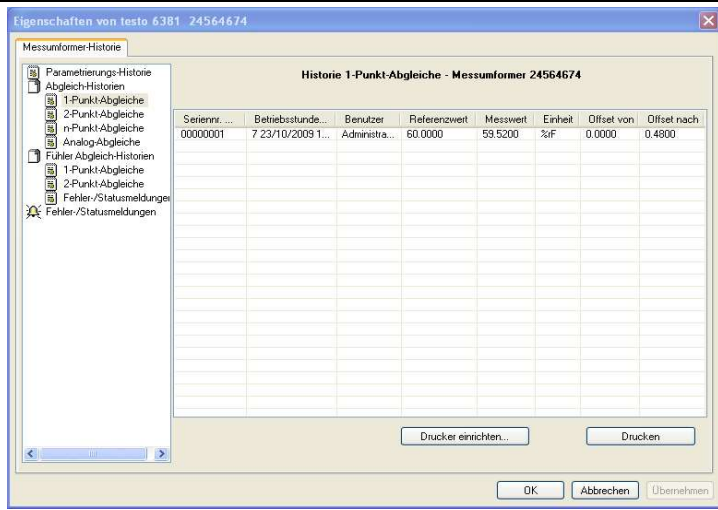 Eigenschaften von testo 6381 24564674
Messumformer-Historie
Parametrierungs-Historie
Abgleich-Historien
1-Punkt-Abgleiche
2-Punkt-Abgleiche
n-Punkt-Abgleiche
Analog-Abgleiche
Fühler Abgleich-Historien
1-Punkt-Abgleiche
2-Punkt-Abgleiche
Fehler-/Statusmeldungen
Fehler-/Statusmeldungen
Historie 1-Punkt-Abgleiche - Messumformer 24564674
Seriennr. ... Betriebsstunde... Benutzer Referenzwert Messwert Einheit Offset von Offset nach
00000001 7 23/10/2009 1... Administra... 60.0000 59.5200 %rF 0.0000 0.4800
Drucker einrichten... Drucken
OK Abbrechen Übernehmen